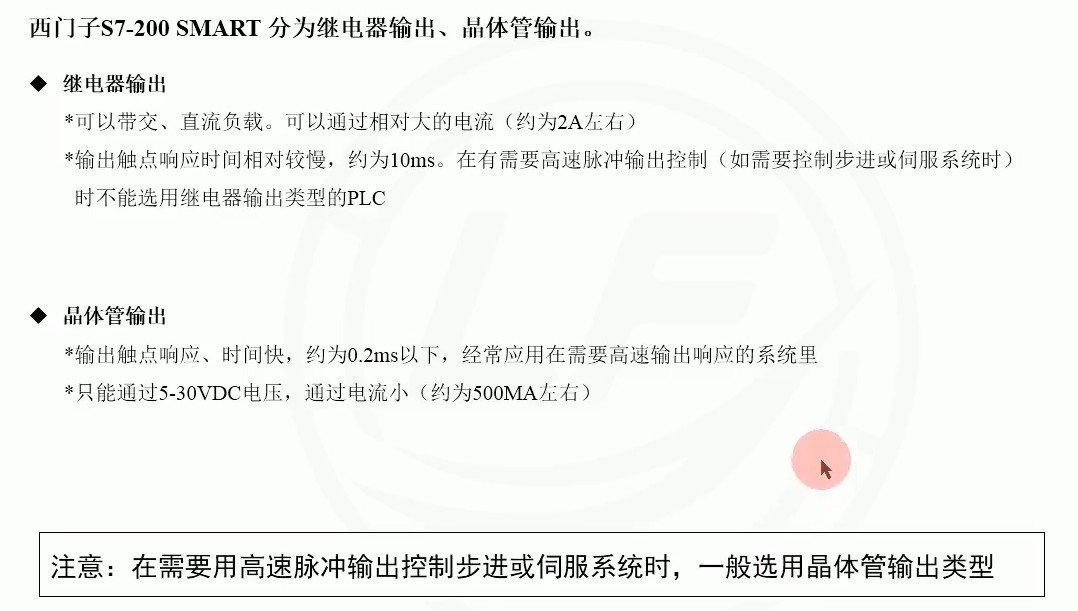 西门子S7-200 SMART 分为继电器输出、晶体管输出。
◆ 继电器输出
*可以带交、直流负载。可以通过相对大的电流（约为2A左右）
*输出触点响应时间相对较慢，约为10ms。在有需要高速脉冲输出控制（如需要控制步进或伺服系统时）
时不能选用继电器输出类型的PLC
◆ 晶体管输出
*输出触点响应、时间快，约为0.2ms以下，经常应用在需要高速输出响应的系统里
*只能通过5-30VDC电压，通过电流小（约为500MA左右）
注意：在需要用高速脉冲输出控制步进或伺服系统时，一般选用晶体管输出类型
LF